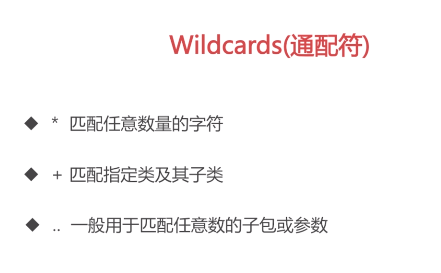 Wildcards(通配符)
◆ * 匹配任意数量的字符
◆ + 匹配指定类及其子类
◆ .. 一般用于匹配任意数的子包或参数